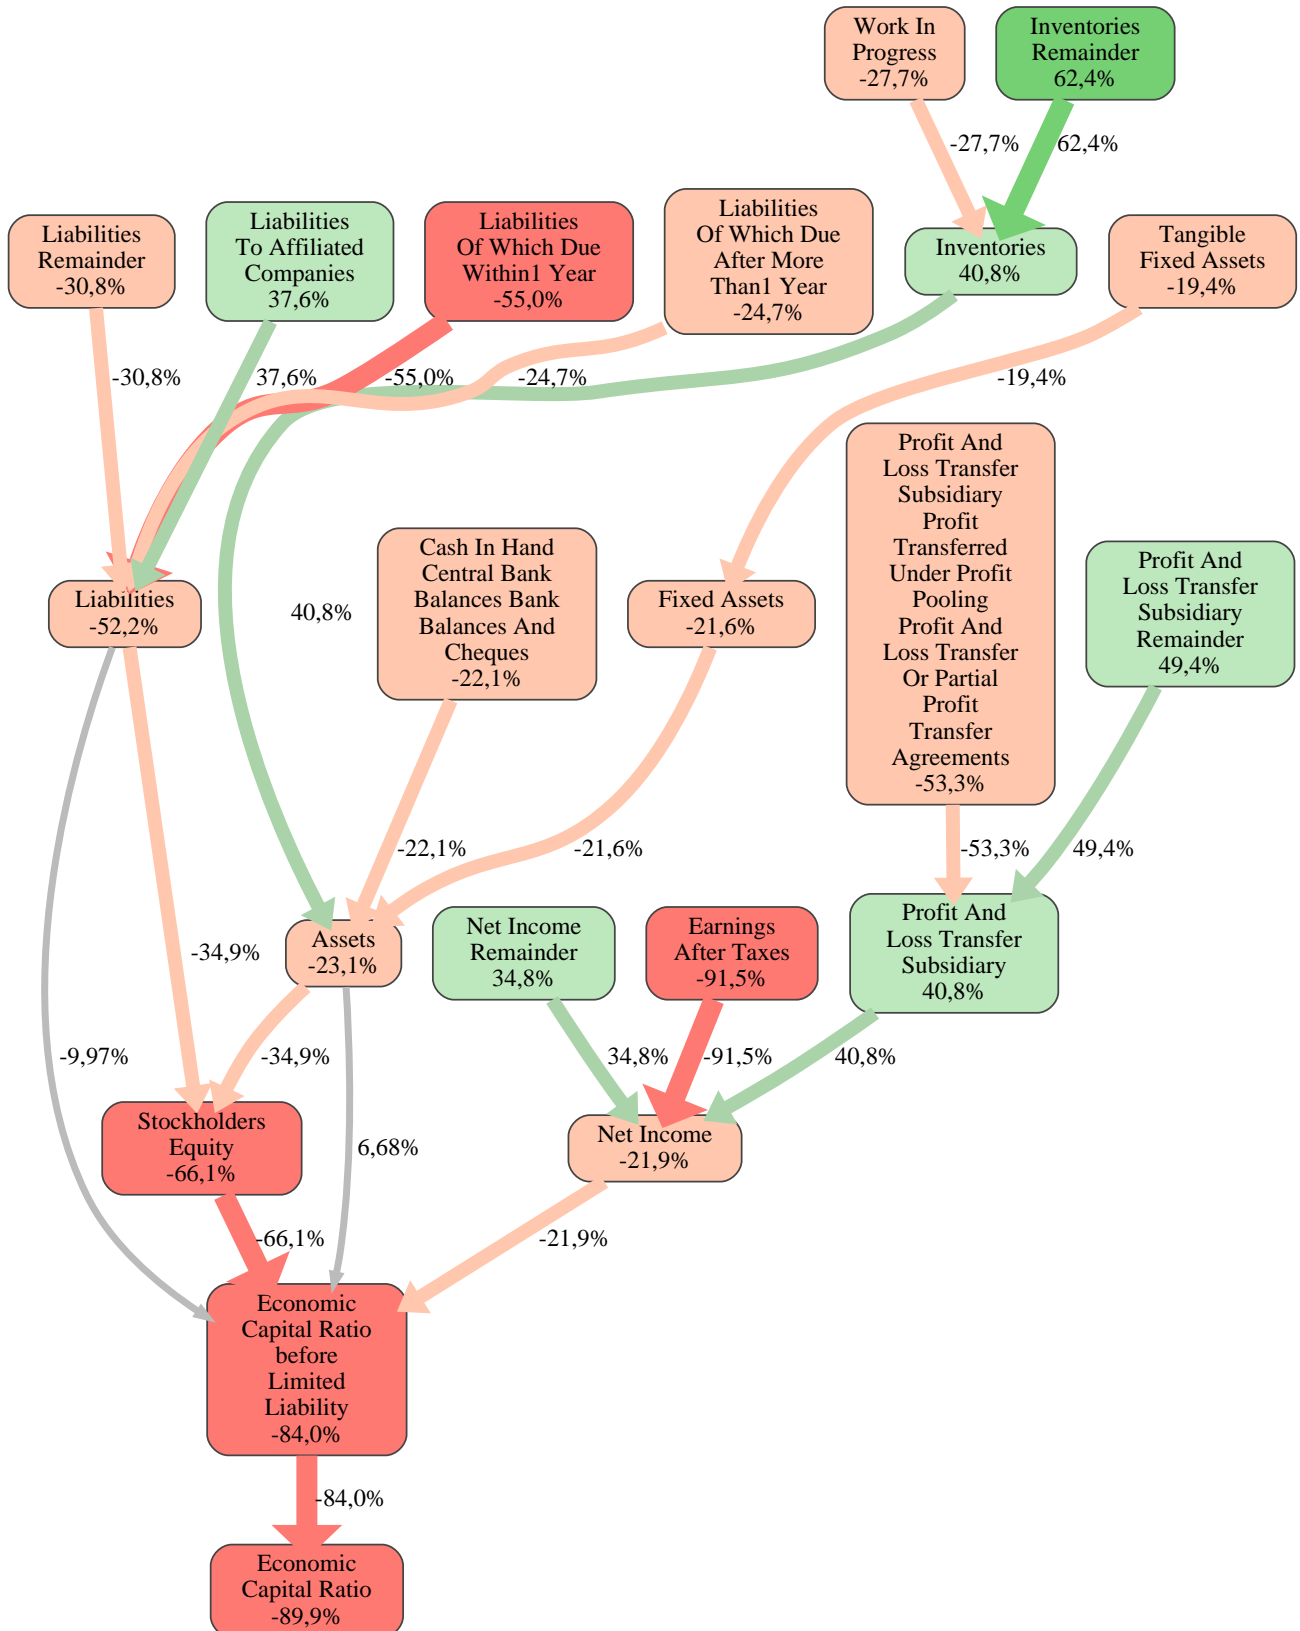 Work In
Progress
-27,7%
Inventories
Remainder
62,4%
-27,7%
62,4%
Liabilities
Remainder
-30,8%
Liabilities
To Affiliated
Companies
37,6%
Liabilities
Of Which Due
Within1 Year
-55,0%
Liabilities
Of Which Due
After More
Than1 Year
-24,7%
Inventories
40,8%
Tangible
Fixed Assets
-19,4%
-30,8%
37,6%
-55,0%
-24,7%
-19,4%
Profit And
Loss Transfer
Subsidiary
Profit
Transferred
Under Profit
Pooling
Profit And
Loss Transfer
Or Partial
Profit
Transfer
Agreements
-53,3%
Cash In Hand
Central Bank
Balances Bank
Balances And
Cheques
-22,1%
Profit And
Loss Transfer
Subsidiary
Remainder
49,4%
Liabilities
-52,2%
40,8%
Fixed Assets
-21,6%
-22,1%
-21,6%
-53,3%
49,4%
-34,9%
Assets
-23,1%
Net Income
Remainder
34,8%
Earnings
After Taxes
-91,5%
Profit And
Loss Transfer
Subsidiary
40,8%
-9,97%
-34,9%
34,8%
-91,5%
40,8%
Stockholders
Equity
-66,1%
6,68%
Net Income
-21,9%
-66,1%
-21,9%
Economic
Capital Ratio
before
Limited
Liability
-84,0%
-84,0%
Economic
Capital Ratio
-89,9%